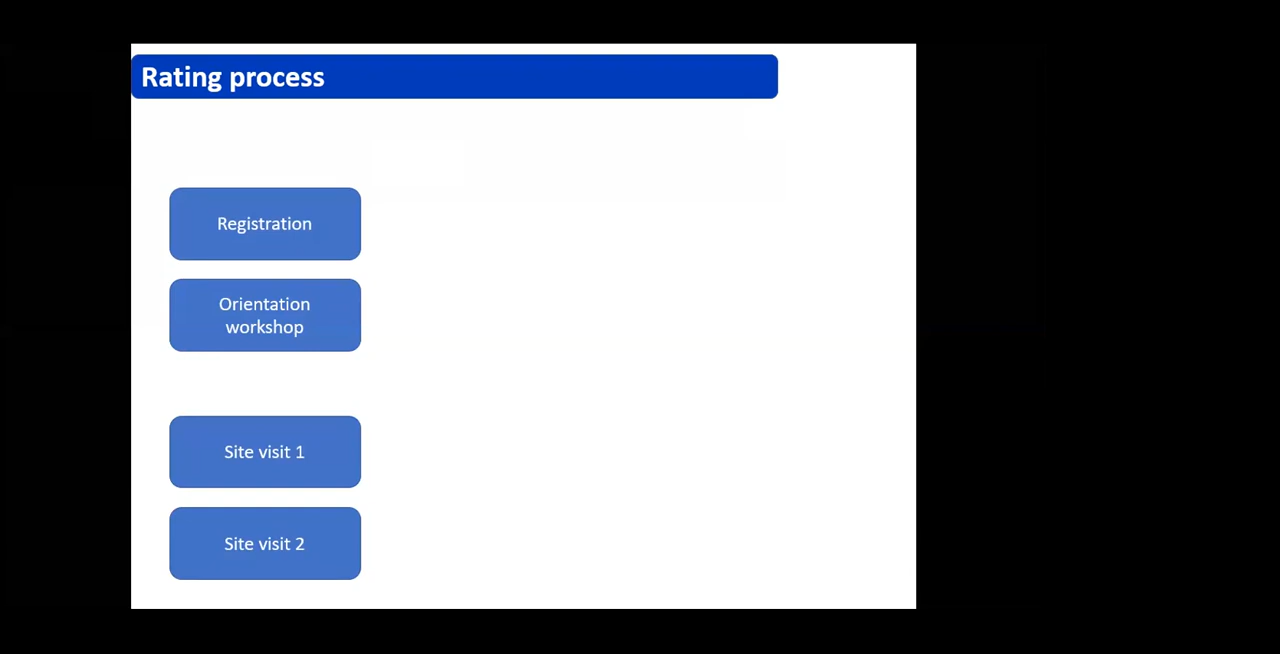 Rating process
Registration
Orientation
workshop
Site visit 1
Site visit 2